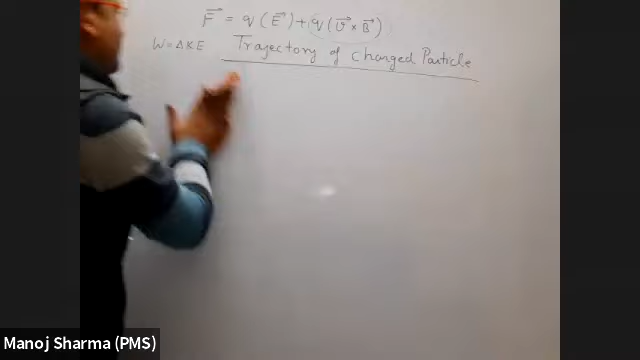 F⃗ = q(E⃗) + q(v⃗ × B⃗)
W = ΔKE Trajectory of Charged Particle
Manoj Sharma (PMS)